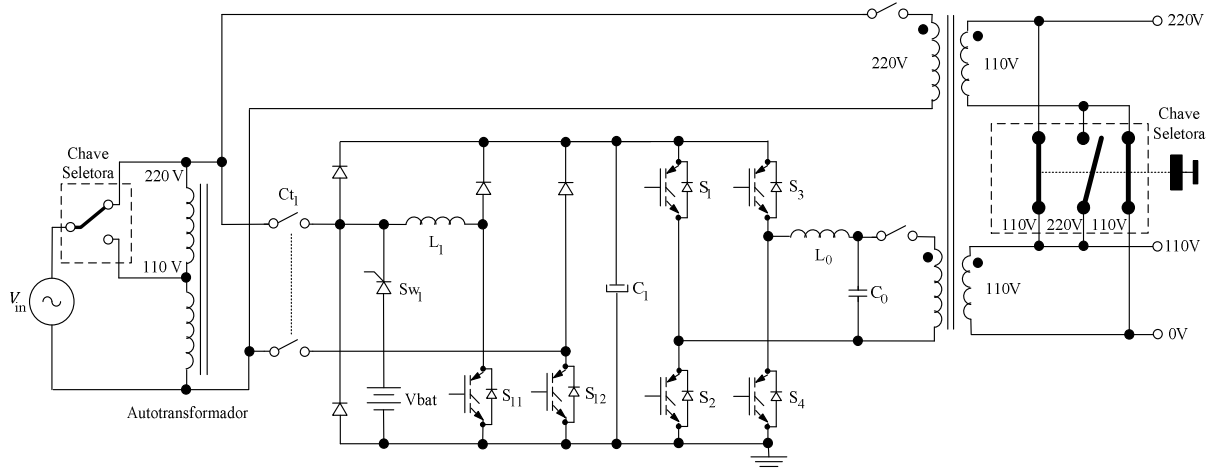 220V
220V
110V
Chave
Seletora
Chave
Seletora
220 V
Ct1
S1
S3
110V
220V
110V
L1
L0
110V
110 V
Vin
Sw1
C1
C0
110V
0V
Vbat
S11
S12
S2
S4
Autotransformador